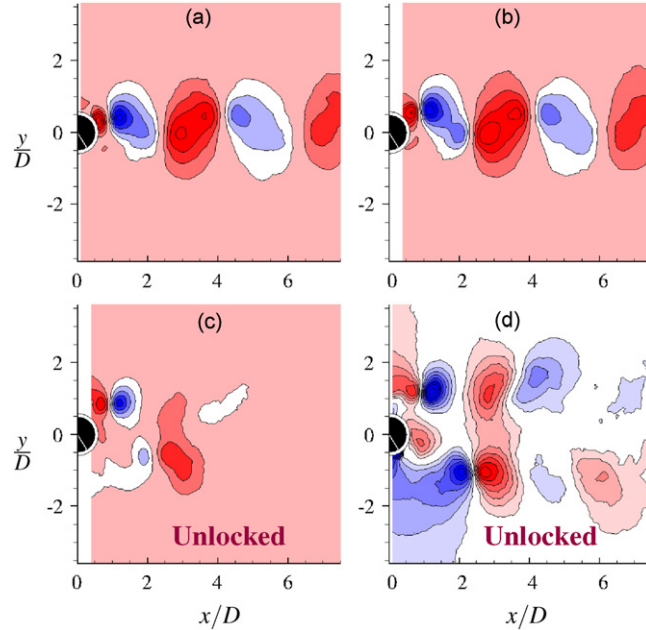 (a) (b)
y/D 2 0 -2 2 0 -2
0 2 4 6 0 2 4 6
(c) (d)
y/D 2 0 -2 2 0 -2
Unlocked Unlocked
0 2 4 6 0 2 4 6
x/D x/D